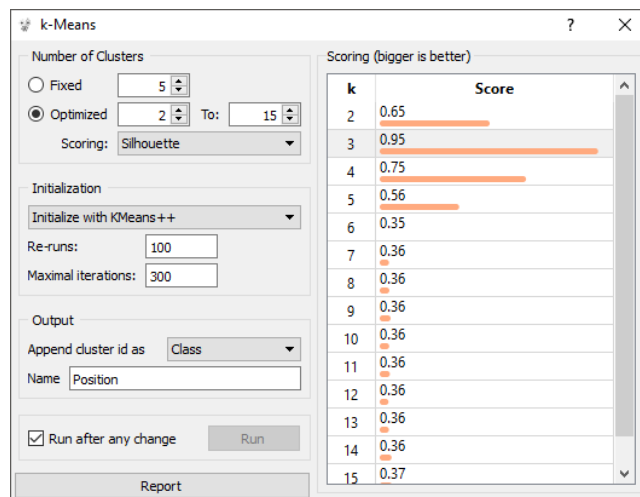 k-Means ?
Number of Clusters
Fixed 5
Optimized 2 To: 15
Scoring: Silhouette
Initialization
Initialize with KMeans++
Re-runs: 100
Maximal iterations: 300
Output
Append cluster id as Class
Name Position
Run after any change Run
Report
Scoring (bigger is better)
k Score
2 0.65
3 0.95
4 0.75
5 0.56
6 0.35
7 0.36
8 0.36
9 0.36
10 0.36
11 0.36
12 0.36
13 0.36
14 0.36
15 0.37